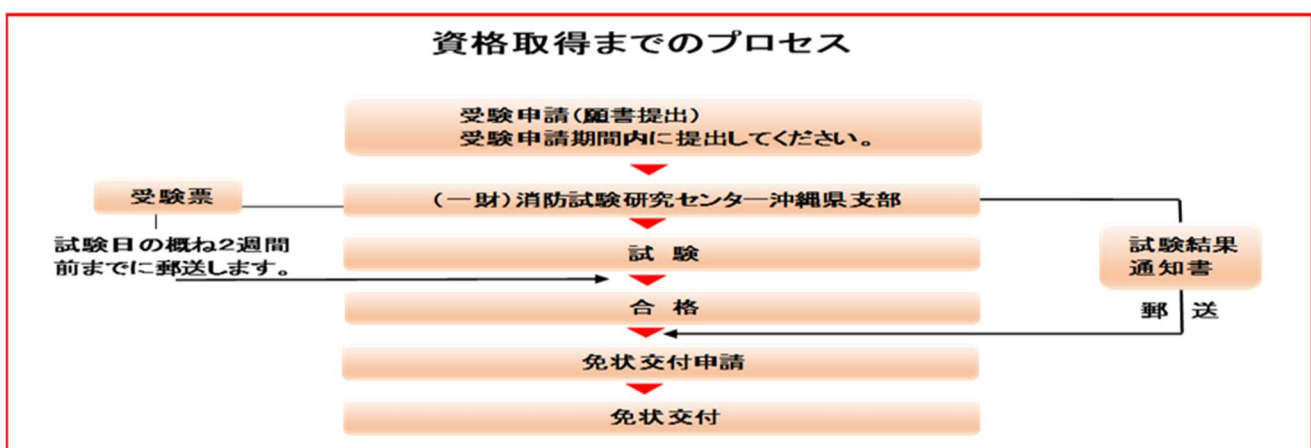 資格取得までのプロセス
受験申請(願書提出)
受験申請期間内に提出してください。
受験票
(一財)消防試験研究センター沖縄県支部
試験日の概ね2週間
前までに郵送します。
試 験
試験結果
通知書
合 格
郵 送
免状交付申請
免状交付